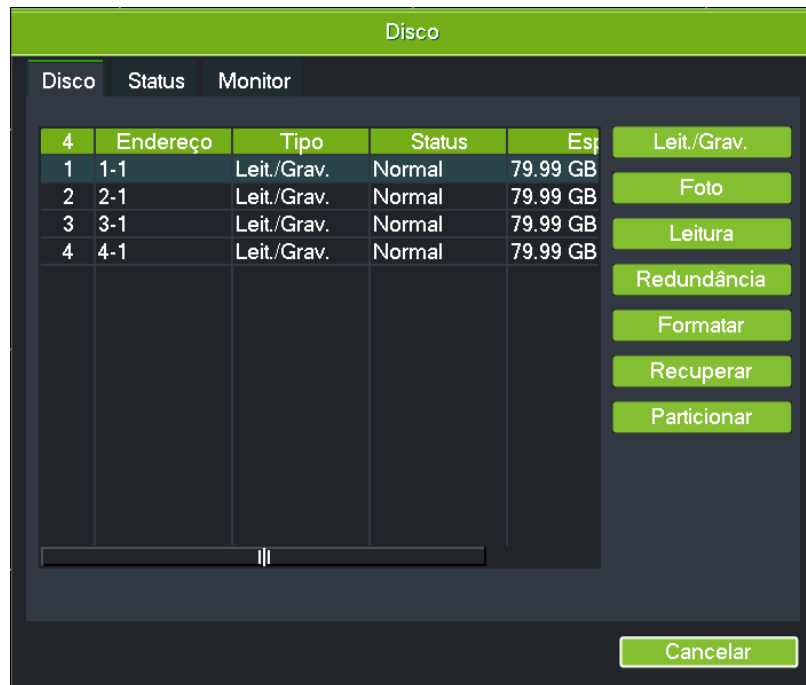 Disco
Disco Status Monitor
4 Endereço Tipo Status Esp
1 1-1 Leit./Grav. Normal 79.99 GB
2 2-1 Leit./Grav. Normal 79.99 GB
3 3-1 Leit./Grav. Normal 79.99 GB
4 4-1 Leit./Grav. Normal 79.99 GB
Leit./Grav.
Foto
Leitura
Redundância
Formatar
Recuperar
Particionar
Cancelar